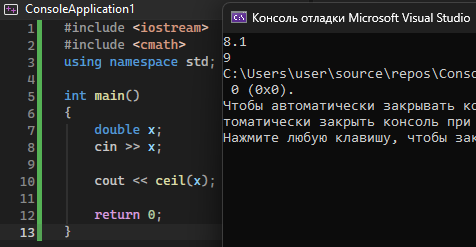 ConsoleApplication1
1 #include <iostream>
2 #include <cmath>
3 using namespace std;
4
5 int main()
6 {
7 double x;
8 cin >> x;
9
10 cout << ceil(x);
11
12 return 0;
13 }
Консоль отладки Microsoft Visual Studio
8.1
9
C:\Users\user\source\repos\Conso
0 (0x0).
Чтобы автоматически закрывать ко
томатически закрыть консоль при
Нажмите любую клавишу, чтобы зак